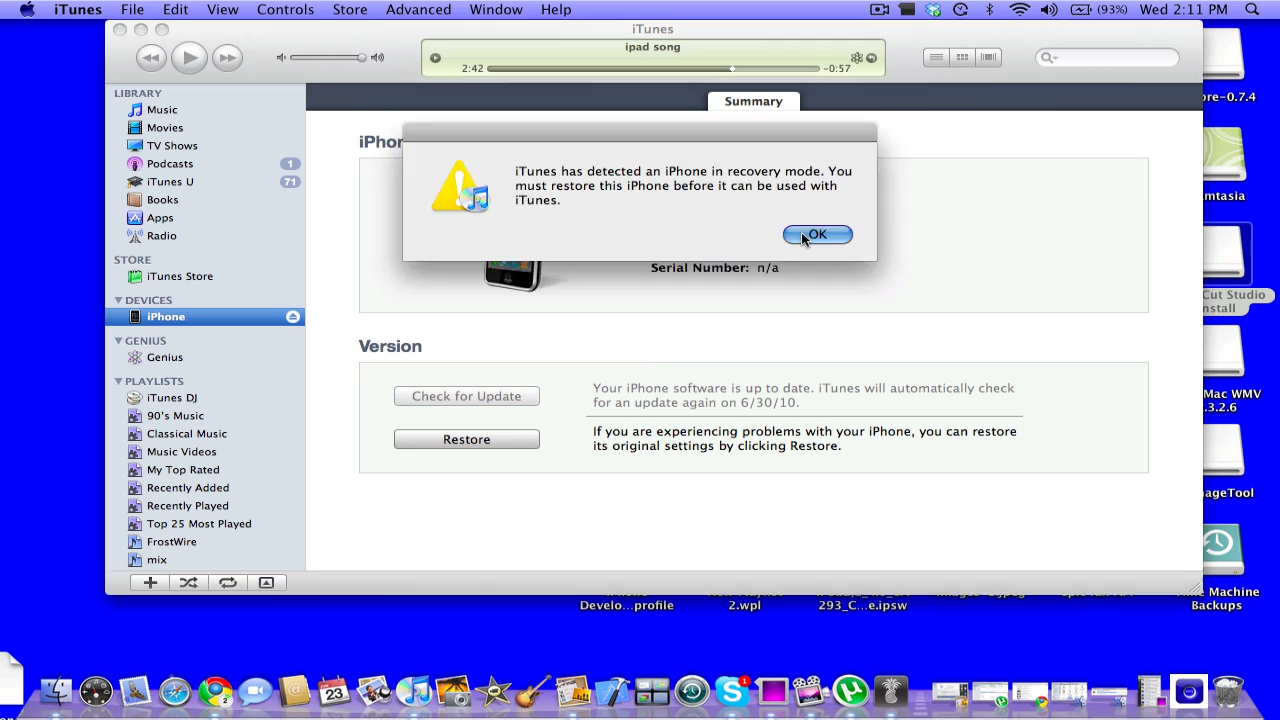 iTunes File Edit View Controls Store Advanced Window Help (93%) Wed 2:11 PM
iTunes
ipad song
2:42 -0:57
LIBRARY
Music
Movies
TV Shows
Podcasts 1
iTunes U 71
Books
Apps
Radio
STORE
iTunes Store
DEVICES
iPhone
GENIUS
Genius
PLAYLISTS
iTunes DJ
90's Music
Classical Music
Music Videos
My Top Rated
Recently Added
Recently Played
Top 25 Most Played
FrostWire
mix
Summary
iTunes has detected an iPhone in recovery mode. You
must restore this iPhone before it can be used with
iTunes.
OK
Serial Number: n/a
Version
Check for Update
Your iPhone software is up to date. iTunes will automatically check
for an update again on 6/30/10.
Restore
If you are experiencing problems with your iPhone, you can restore
its original settings by clicking Restore.
re-0.7.4
mtasia
Cut Studio
nstall
Mac WMV
.3.2.6
ageTool
Machine
Backups
Develo...profile
2.wpl
293_C...e.ipsw
23
2
1